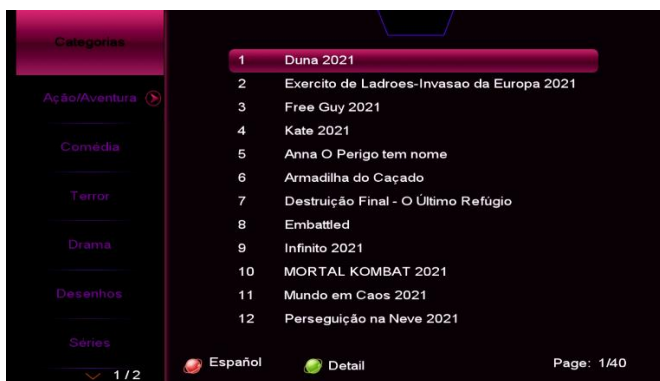 Categorias
Ação/Aventura
Comédia
Terror
Drama
Desenhos
Séries
1/2
1 Duna 2021
2 Exercito de Ladroes-Invasao da Europa 2021
3 Free Guy 2021
4 Kate 2021
5 Anna O Perigo tem nome
6 Armadilha do Caçado
7 Destruição Final - O Último Refúgio
8 Embattled
9 Infinito 2021
10 MORTAL KOMBAT 2021
11 Mundo em Caos 2021
12 Perseguição na Neve 2021
Español
Detail
Page: 1/40